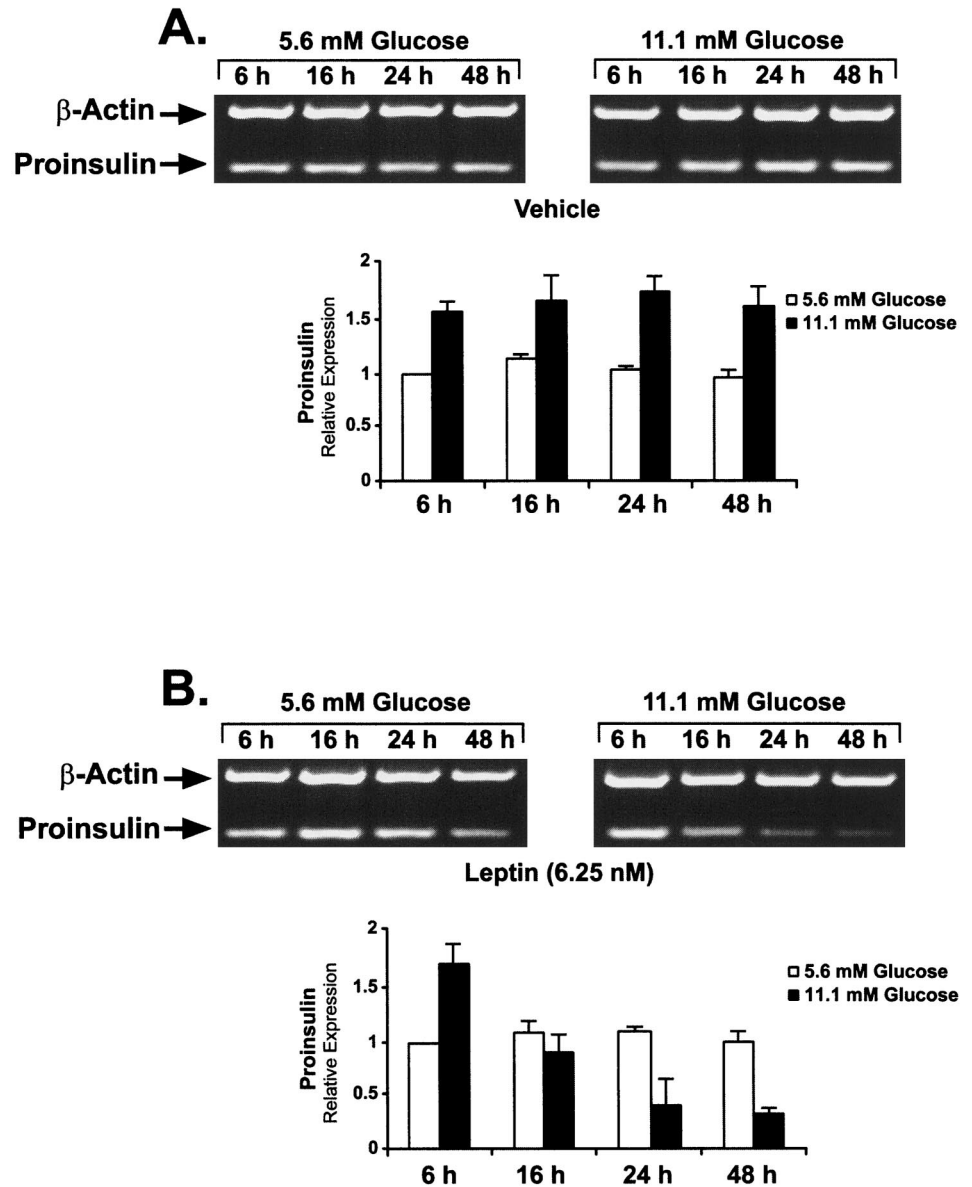 A.
5.6 mM Glucose 11.1 mM Glucose
6 h 16 h 24 h 48 h 6 h 16 h 24 h 48 h
β-Actin
Proinsulin
Vehicle
2
1.5
1
0.5
0
Proinsulin
Relative Expression
5.6 mM Glucose
11.1 mM Glucose
6 h 16 h 24 h 48 h
B.
5.6 mM Glucose 11.1 mM Glucose
6 h 16 h 24 h 48 h 6 h 16 h 24 h 48 h
β-Actin
Proinsulin
Leptin (6.25 nM)
2
1.5
1
0.5
0
Proinsulin
Relative Expression
5.6 mM Glucose
11.1 mM Glucose
6 h 16 h 24 h 48 h